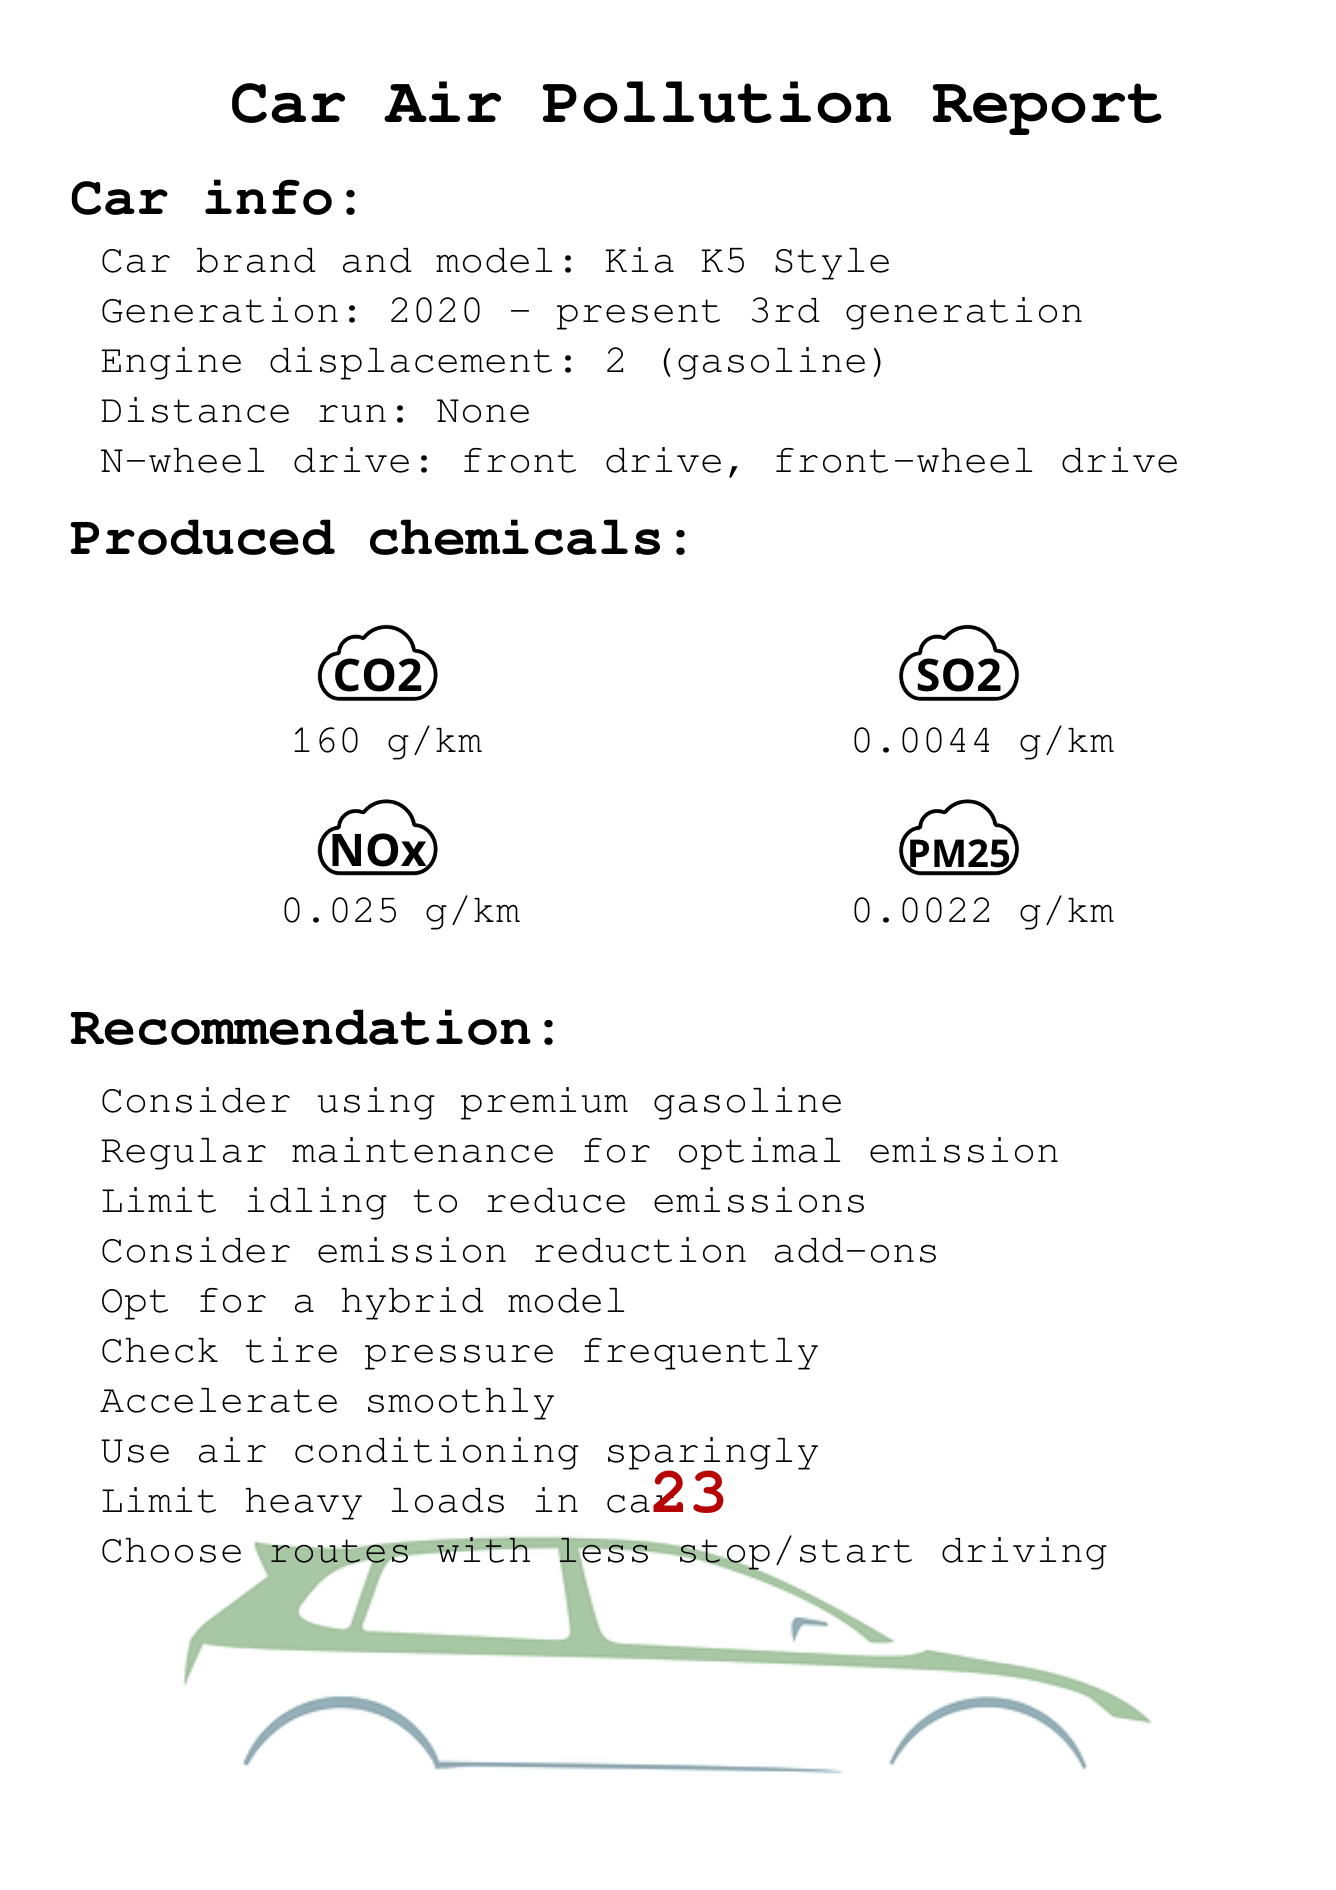 Car Air Pollution Report
Car info:
Car brand and model: Kia K5 Style
Generation: 2020 - present 3rd generation
Engine displacement: 2 (gasoline)
Distance run: None
N-wheel drive: front drive, front-wheel drive
Produced chemicals:
CO2
SO2
160 g/km
0.0044 g/km
NOx
PM25
0.025 g/km
0.0022 g/km
Recommendation:
Consider using premium gasoline
Regular maintenance for optimal emission
Limit idling to reduce emissions
Consider emission reduction add-ons
Opt for a hybrid model
Check tire pressure frequently
Accelerate smoothly
Use air conditioning sparingly
Limit heavy loads in car
23
Choose routes with less stop/start driving